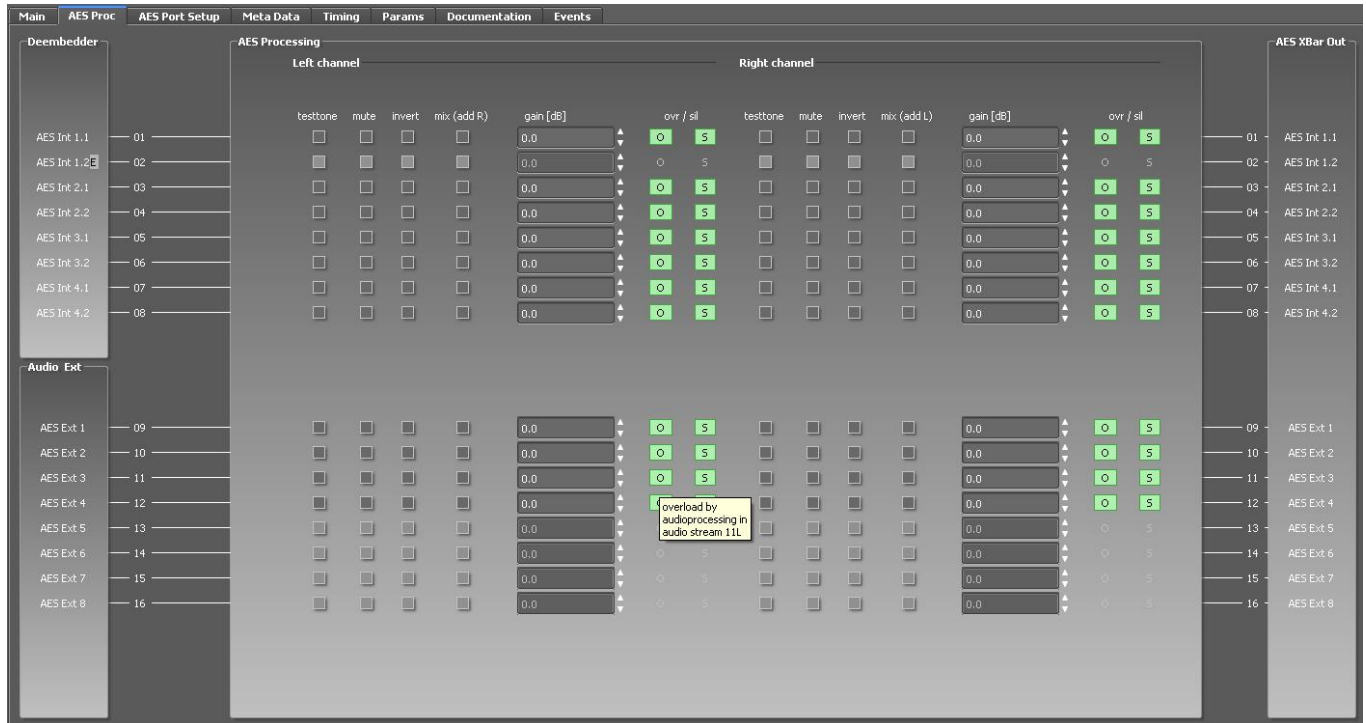 Main AES Proc AES Port Setup Meta Data Timing Params Documentation Events
Deembedder AES Processing AES XBar Out
Left channel Right channel
testtone mute invert mix (add R) gain [dB] ovr / sil testtone mute invert mix (add L) gain [dB] ovr / sil
AES Int 1.1 01 0.0 O S 0.0 O S 01 AES Int 1.1
AES Int 1.2E 02 0.0 O S 0.0 O S 02 AES Int 1.2
AES Int 2.1 03 0.0 O S 0.0 O S 03 AES Int 2.1
AES Int 2.2 04 0.0 O S 0.0 O S 04 AES Int 2.2
AES Int 3.1 05 0.0 O S 0.0 O S 05 AES Int 3.1
AES Int 3.2 06 0.0 O S 0.0 O S 06 AES Int 3.2
AES Int 4.1 07 0.0 O S 0.0 O S 07 AES Int 4.1
AES Int 4.2 08 0.0 O S 0.0 O S 08 AES Int 4.2
Audio Ext
AES Ext 1 09 0.0 O S 0.0 O S 09 AES Ext 1
AES Ext 2 10 0.0 O S 0.0 O S 10 AES Ext 2
AES Ext 3 11 0.0 O S 0.0 O S 11 AES Ext 3
AES Ext 4 12 0.0 0.0 O S 12 AES Ext 4
overload by
audioprocessing in
audio stream 11L
AES Ext 5 13 0.0 0.0 O S 13 AES Ext 5
AES Ext 6 14 0.0 O S 0.0 O S 14 AES Ext 6
AES Ext 7 15 0.0 O S 0.0 O S 15 AES Ext 7
AES Ext 8 16 0.0 O S 0.0 O S 16 AES Ext 8